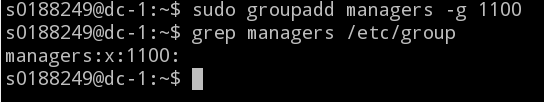 s0188249@dc-1:~$ sudo groupadd managers -g 1100
s0188249@dc-1:~$ grep managers /etc/group
managers:x:1100:
s0188249@dc-1:~$